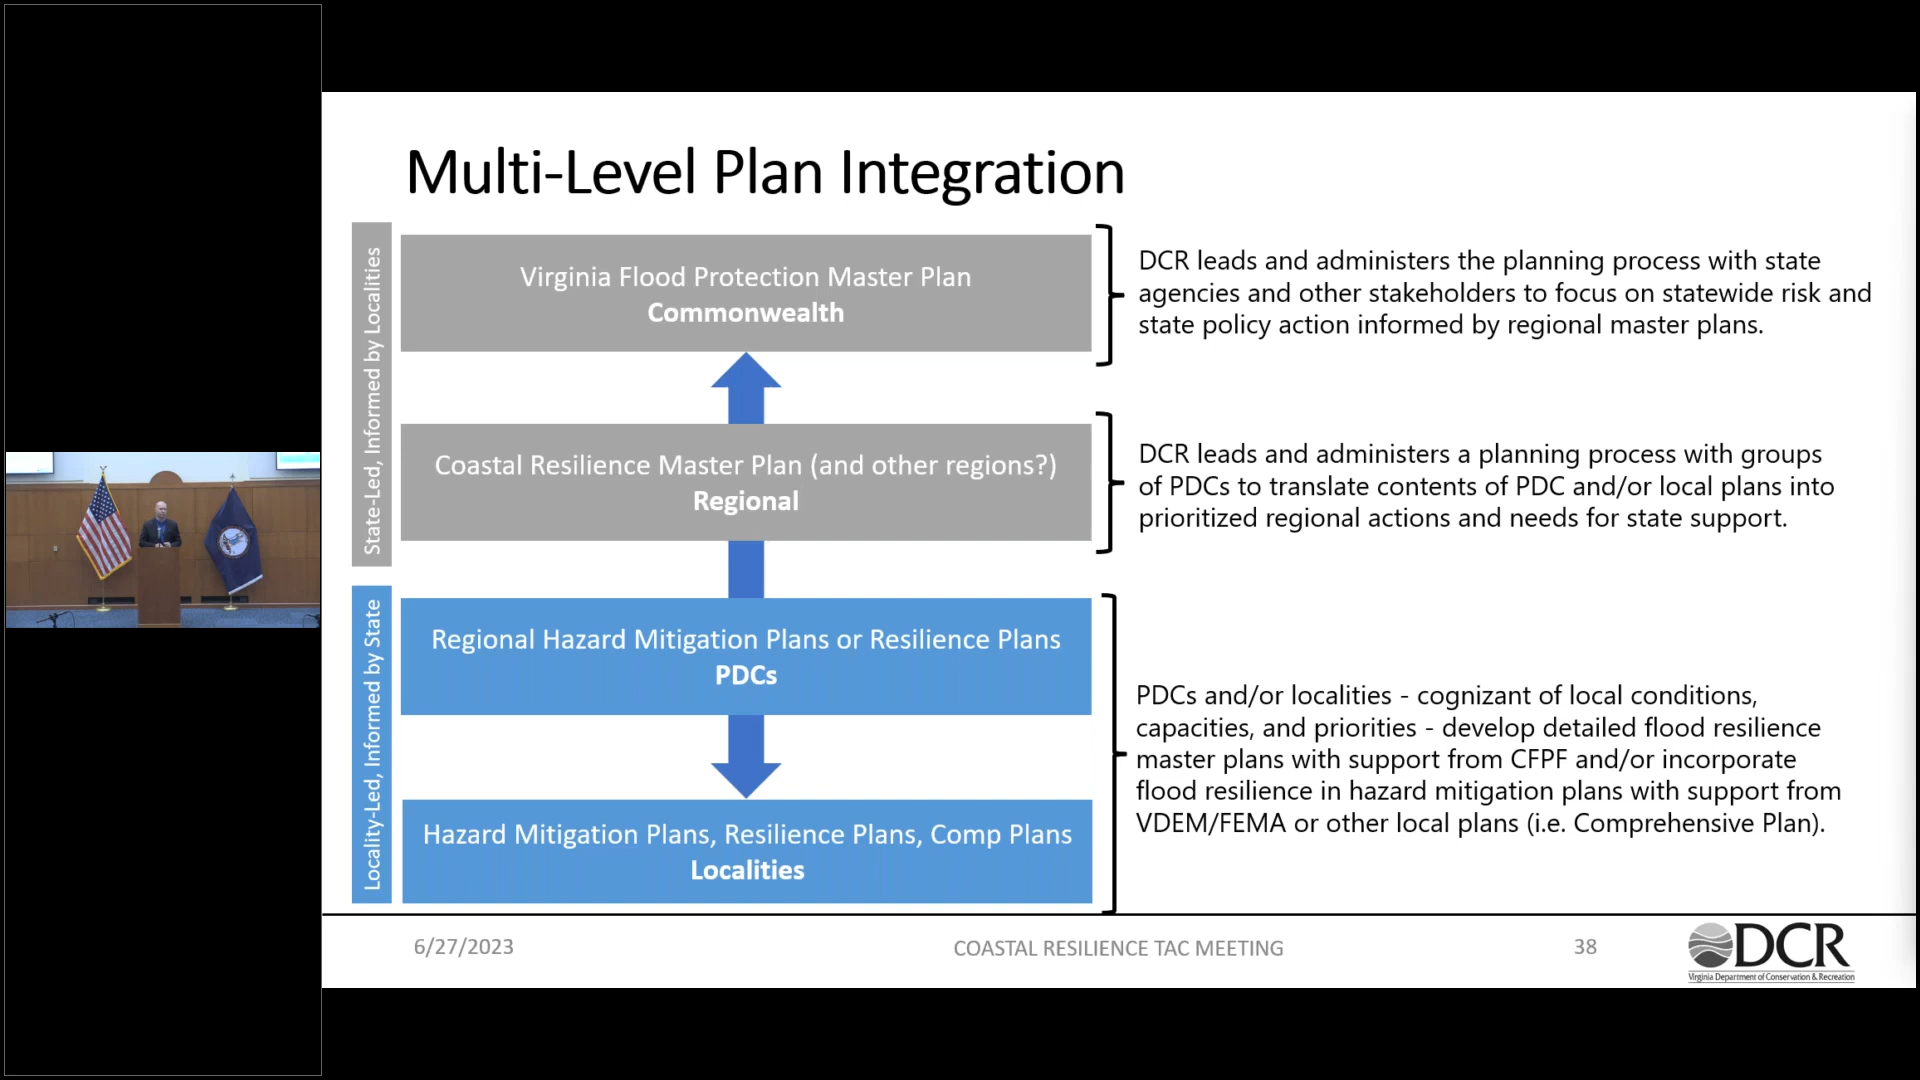 Multi-Level Plan Integration
State-Led, Informed by Localities
Virginia Flood Protection Master Plan
Commonwealth
DCR leads and administers the planning process with state
agencies and other stakeholders to focus on statewide risk and
state policy action informed by regional master plans.
Coastal Resilience Master Plan (and other regions?)
Regional
DCR leads and administers a planning process with groups
of PDCs to translate contents of PDC and/or local plans into
prioritized regional actions and needs for state support.
Locality-Led, Informed by State
Regional Hazard Mitigation Plans or Resilience Plans
PDCs
Hazard Mitigation Plans, Resilience Plans, Comp Plans
Localities
PDCs and/or localities - cognizant of local conditions,
capacities, and priorities - develop detailed flood resilience
master plans with support from CFPF and/or incorporate
flood resilience in hazard mitigation plans with support from
VDEM/FEMA or other local plans (i.e. Comprehensive Plan).
6/27/2023
COASTAL RESILIENCE TAC MEETING
38
DCR
Virginia Department of Conservation & Recreation